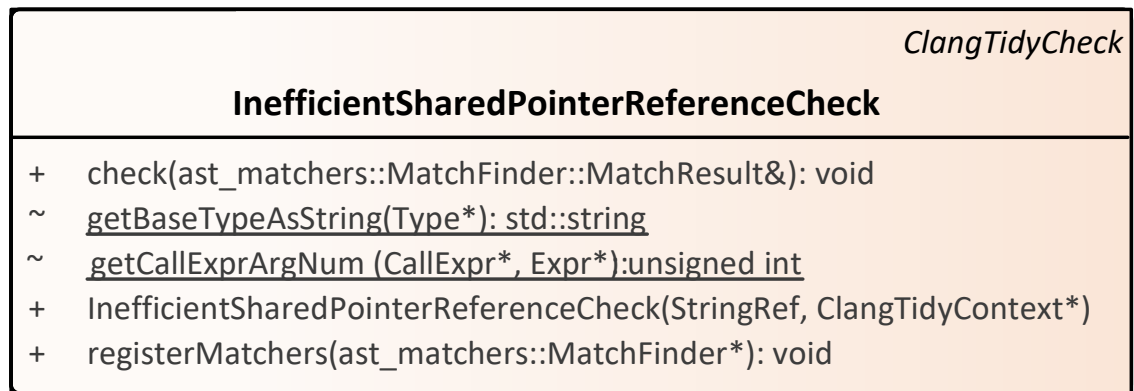 ClangTidyCheck
InefficientSharedPointerReferenceCheck
+ check(ast_matchers::MatchFinder::MatchResult&): void
~ getBaseTypeAsString(Type*): std::string
~ getCallExprArgNum (CallExpr*, Expr*):unsigned int
+ InefficientSharedPointerReferenceCheck(StringRef, ClangTidyContext*)
+ registerMatchers(ast_matchers::MatchFinder*): void